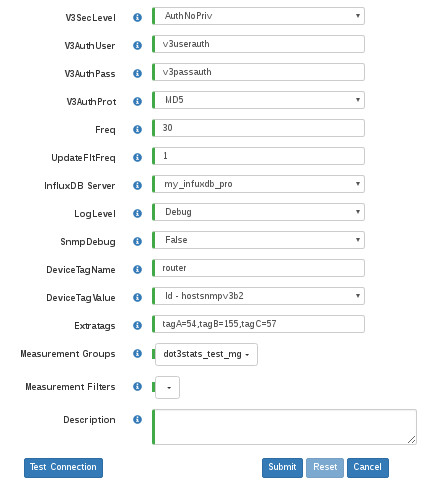 V3SecLevel AuthNoPriv
V3AuthUser v3userauth
V3AuthPass v3passauth
V3AuthProt MD5
Freq 30
UpdateFltFreq 1
InfluxDB Server my_infuxdb_pro
LogLevel Debug
SnmpDebug False
DeviceTagName router
DeviceTagValue Id - hostsnmpv3b2
Extratags tagA=54,tagB=155,tagC=57
Measurement Groups dot3stats_test_mg
Measurement Filters -
Description
Test Connection Submit Reset Cancel